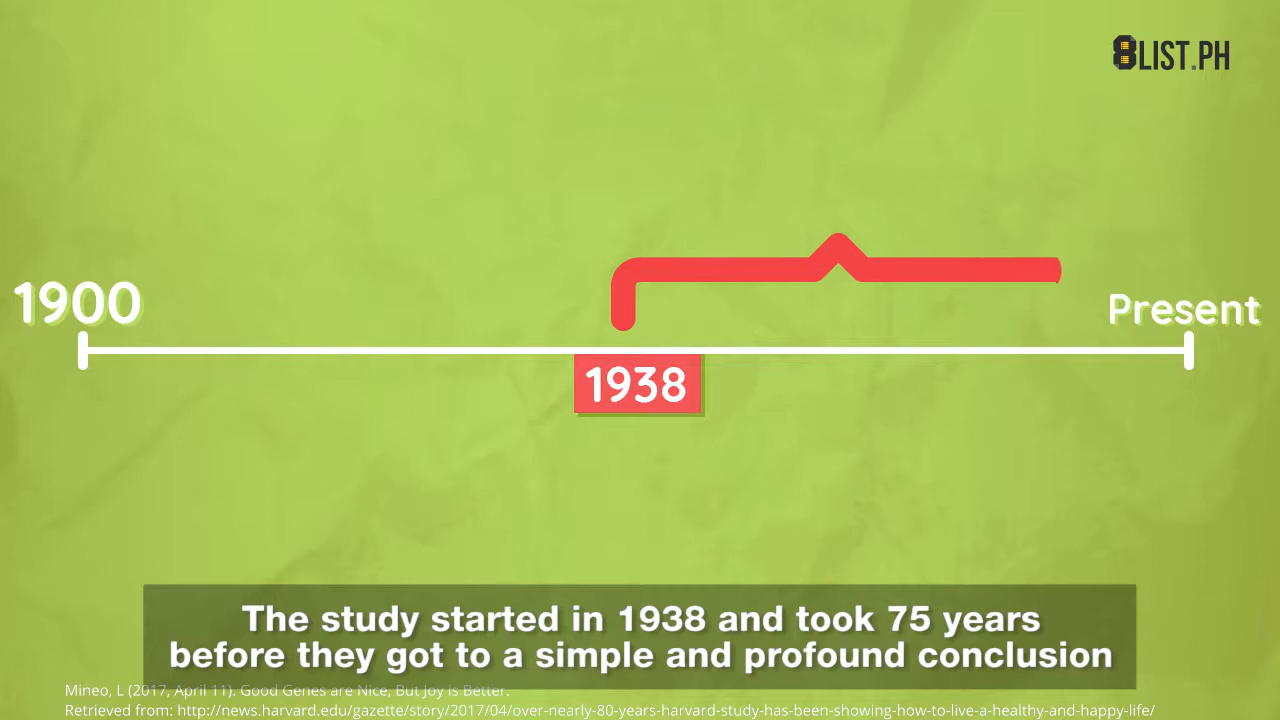 8LIST.PH
1900
Present
1938
The study started in 1938 and took 75 years
before they got to a simple and profound conclusion
Mineo, L (2017, April 11). Good Genes are Nice, But Joy is Better.
Retrieved from: http://news.harvard.edu/gazette/story/2017/04/over-nearly-80-years-harvard-study-has-been-showing-how-to-live-a-healthy-and-happy-life/